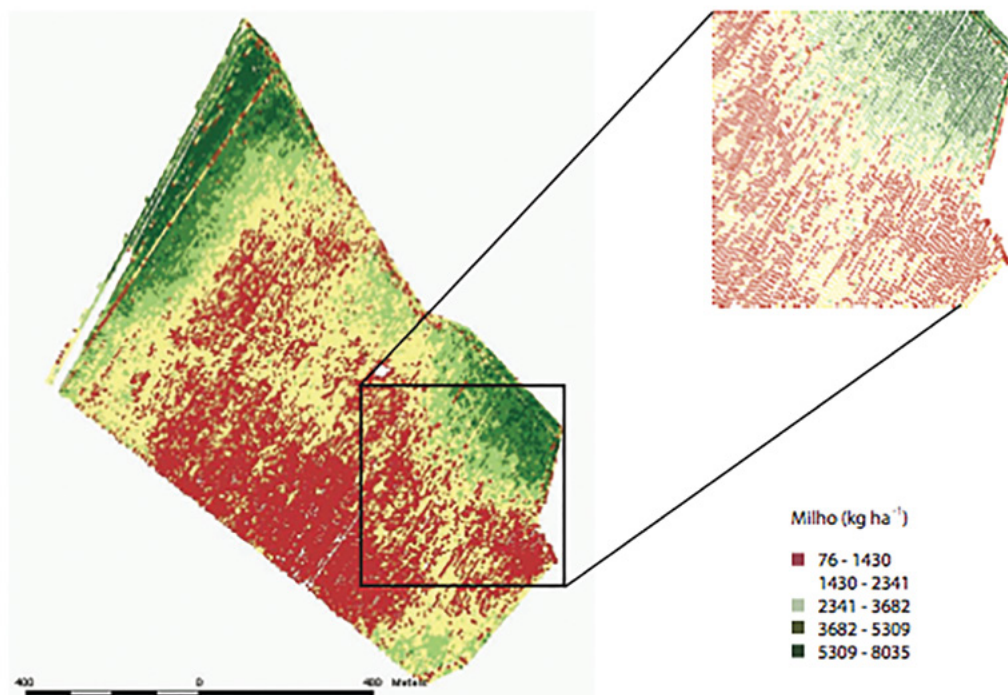 Milho (kg ha⁻¹)
76 - 1430
1430 - 2341
2341 - 3682
3682 - 5309
5309 - 8035
400 0 400 Meters